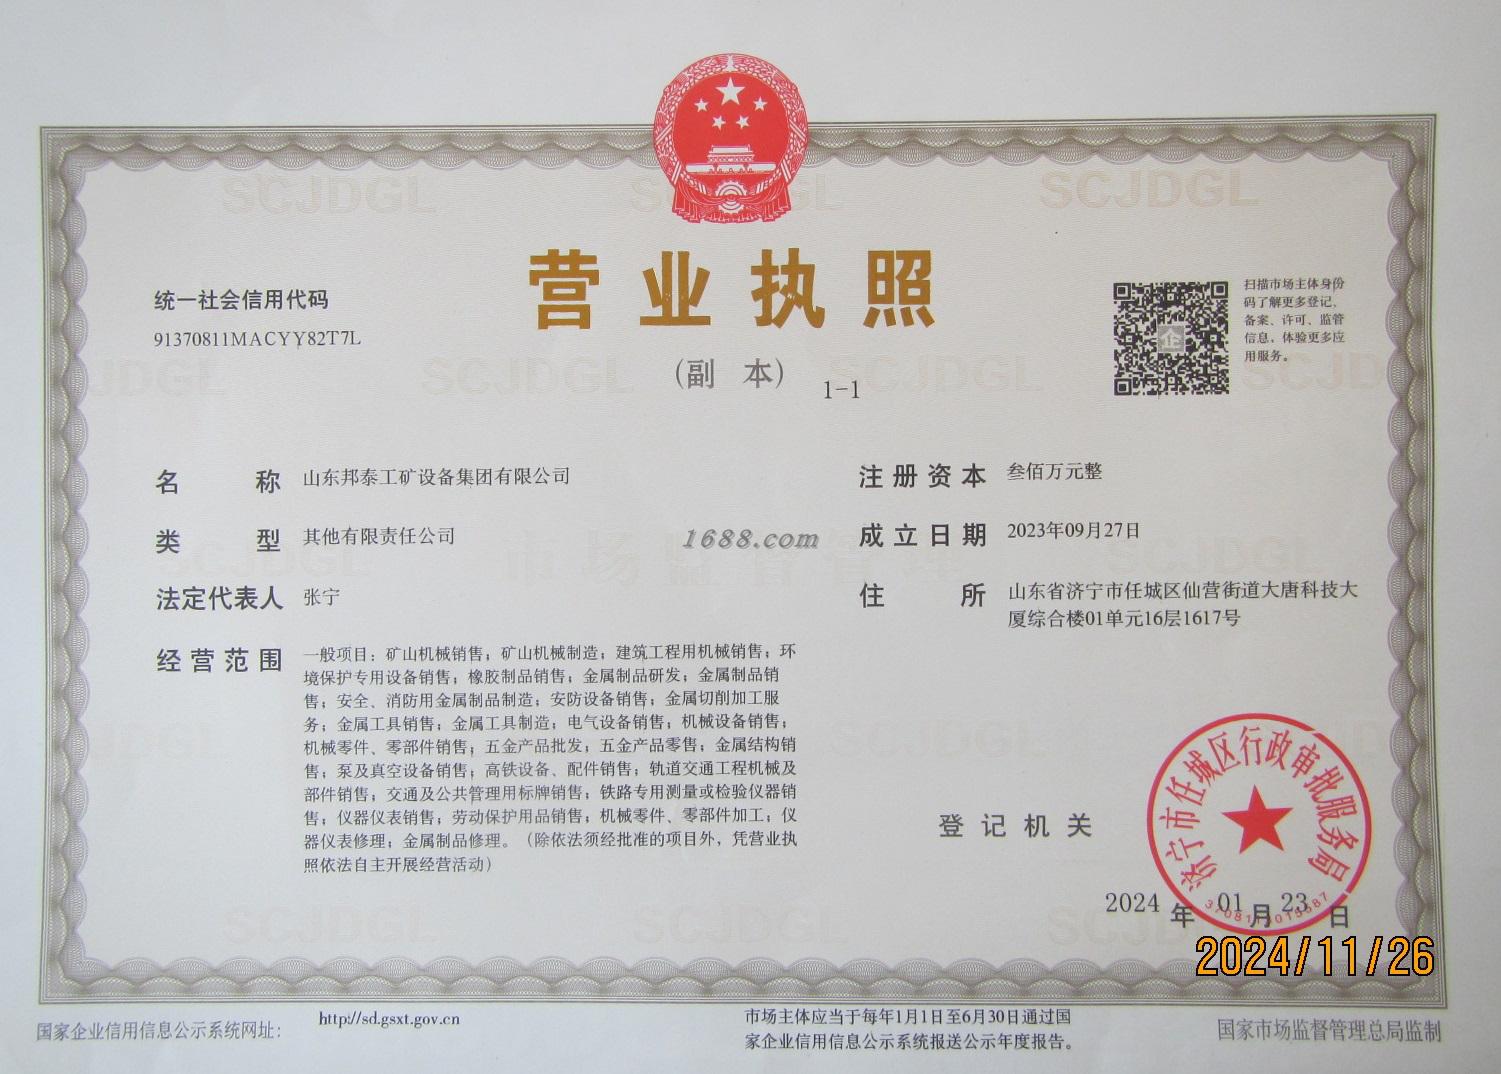 营业执照
(副 本)
1-1
统一社会信用代码
91370811MACYY82T7L
扫描市场主体身份
码了解更多登记、
备案、许可、监管
信息，体验更多应
用服务。
名 称 山东邦泰工矿设备集团有限公司
类 型 其他有限责任公司
法定代表人 张宁
经营范围 一般项目：矿山机械销售；矿山机械制造；建筑工程用机械销售；环
境保护专用设备销售；橡胶制品销售；金属制品研发；金属制品销
售；安全、消防用金属制品制造；安防设备销售；金属切削加工服
务；金属工具销售；金属工具制造；电气设备销售；机械设备销售；
机械零件、零部件销售；五金产品批发；五金产品零售；金属结构销
售；泵及真空设备销售；高铁设备、配件销售；轨道交通工程机械及
部件销售；交通及公共管理用标牌销售；铁路专用测量或检验仪器销
售；仪器仪表销售；劳动保护用品销售；机械零件、零部件加工；仪
器仪表修理；金属制品修理。（除依法须经批准的项目外，凭营业执
照依法自主开展经营活动）
注册资本 叁佰万元整
成立日期 2023年09月27日
住 所 山东省济宁市任城区仙营街道大唐科技大
厦综合楼01单元16层1617号
1688.com
登记机关
济宁市任城区行政审批服务局
2024 年 01 月 23 日
2024/11/26
国家企业信用信息公示系统网址：
http://sd.gsxt.gov.cn
市场主体应当于每年1月1日至6月30日通过国
家企业信用信息公示系统报送公示年度报告。
国家市场监督管理总局监制
SCJDGL
市场监督管理